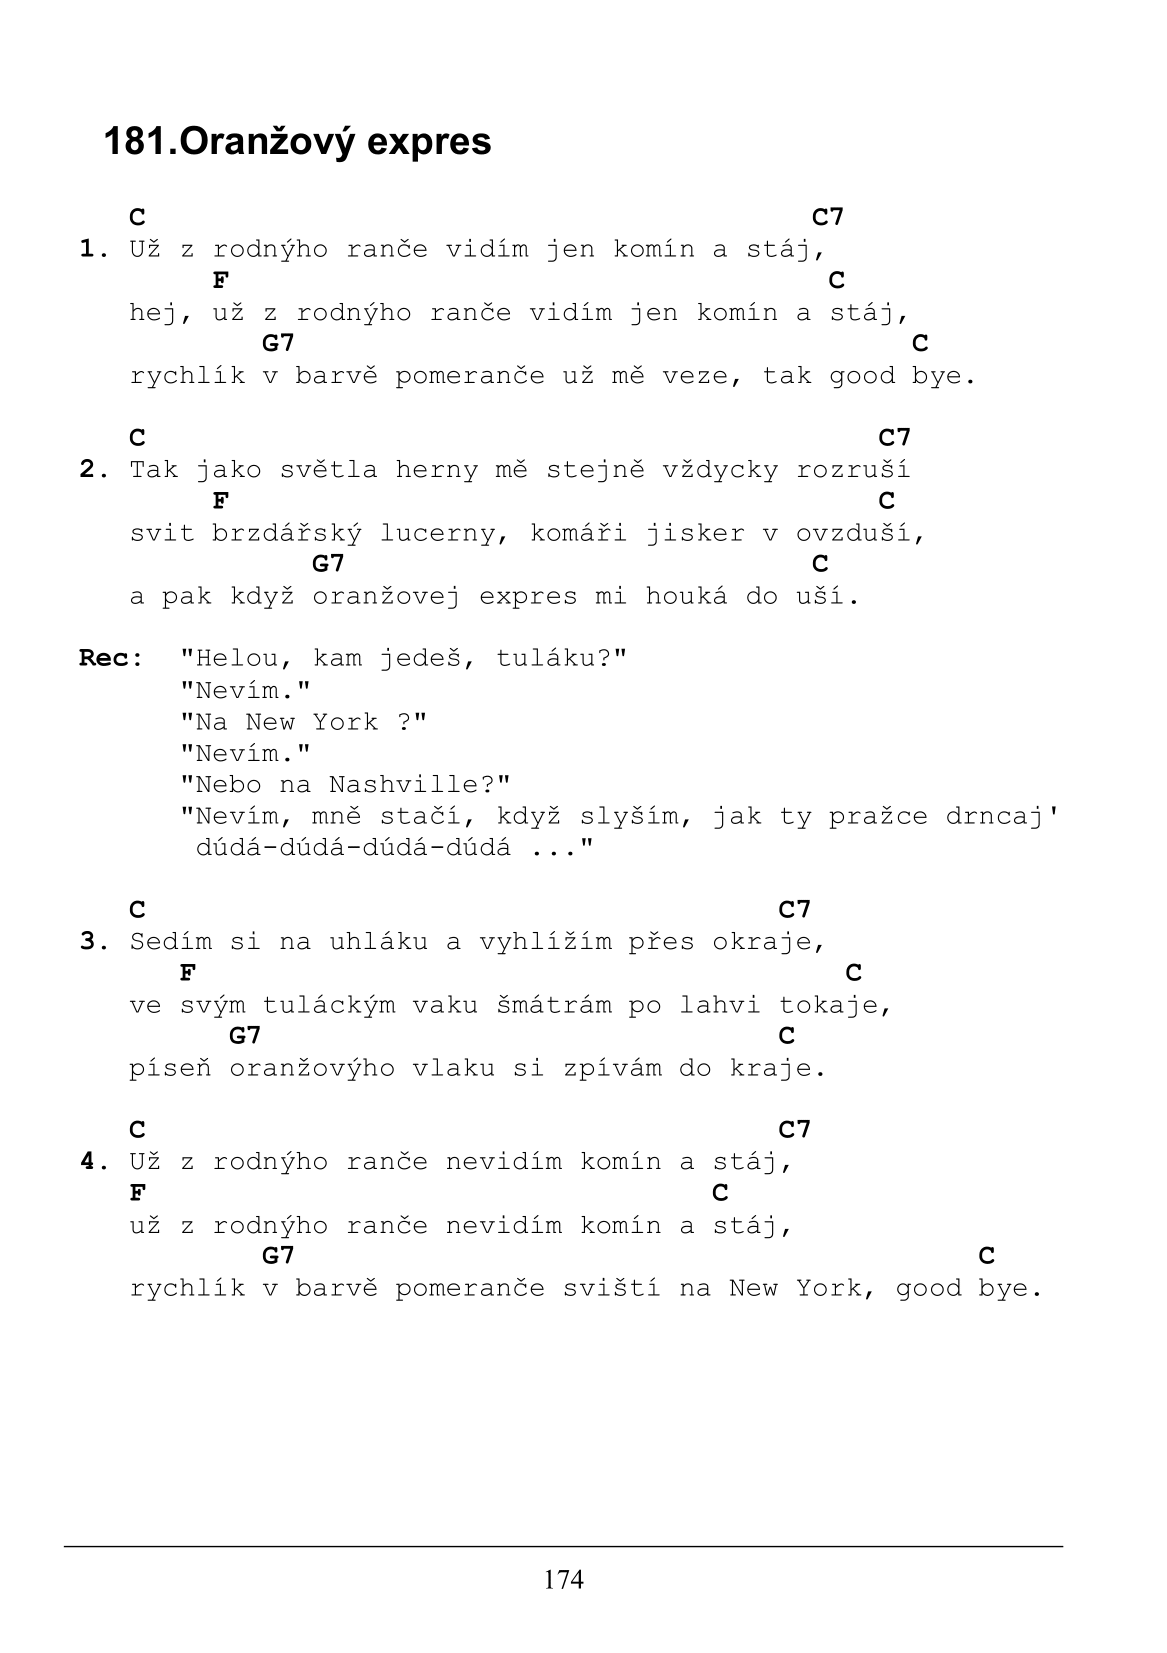 181.Oranžový expres
C C7
1. Už z rodnýho ranče vidím jen komín a stáj,
F C
hej, už z rodnýho ranče vidím jen komín a stáj,
G7 C
rychlík v barvě pomeranče už mě veze, tak good bye.
C C7
2. Tak jako světla herny mě stejně vždycky rozruší
F C
svit brzdářský lucerny, komáři jisker v ovzduší,
G7 C
a pak když oranžovej expres mi houká do uší.
Rec: "Helou, kam jedeš, tuláku?"
"Nevím."
"Na New York ?"
"Nevím."
"Nebo na Nashville?"
"Nevím, mně stačí, když slyším, jak ty pražce drncaj'
dúdá-dúdá-dúdá-dúdá ..."
C C7
3. Sedím si na uhláku a vyhlížím přes okraje,
F C
ve svým tuláckým vaku šmátrám po lahvi tokaje,
G7 C
píseň oranžovýho vlaku si zpívám do kraje.
C C7
4. Už z rodnýho ranče nevidím komín a stáj,
F C
už z rodnýho ranče nevidím komín a stáj,
G7 C
rychlík v barvě pomeranče sviští na New York, good bye.
174